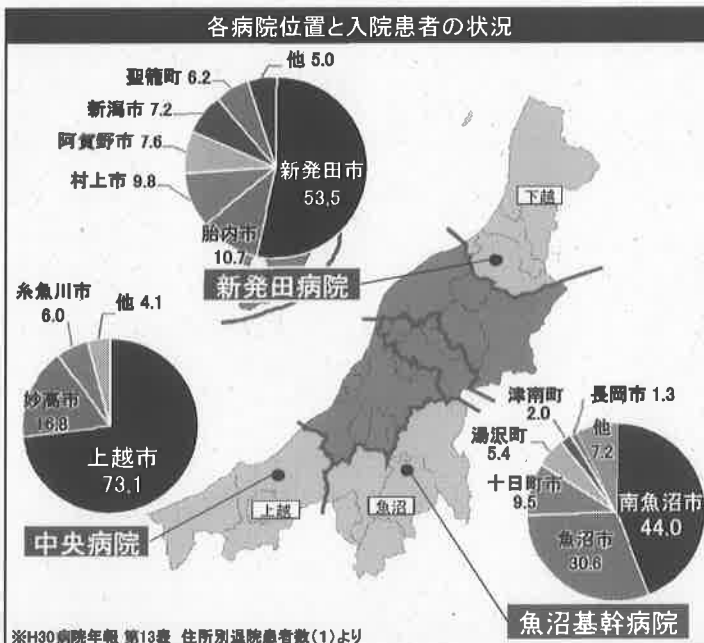 各病院位置と入院患者の状況
他 5.0
聖籠町 6.2
新潟市 7.2
阿賀野市 7.6
村上市 9.8
胎内市
10.7
新発田市
53.5
新発田病院
下越
糸魚川市
6.0
他 4.1
妙高市
16.8
上越市
73.1
中央病院
上越
魚沼
津南町
2.0
長岡市 1.3
湯沢町
5.4
他
7.2
十日町市
9.5
南魚沼市
44.0
魚沼市
30.6
魚沼基幹病院
※H30病院年報 第13表 住所別退院患者数(1)より